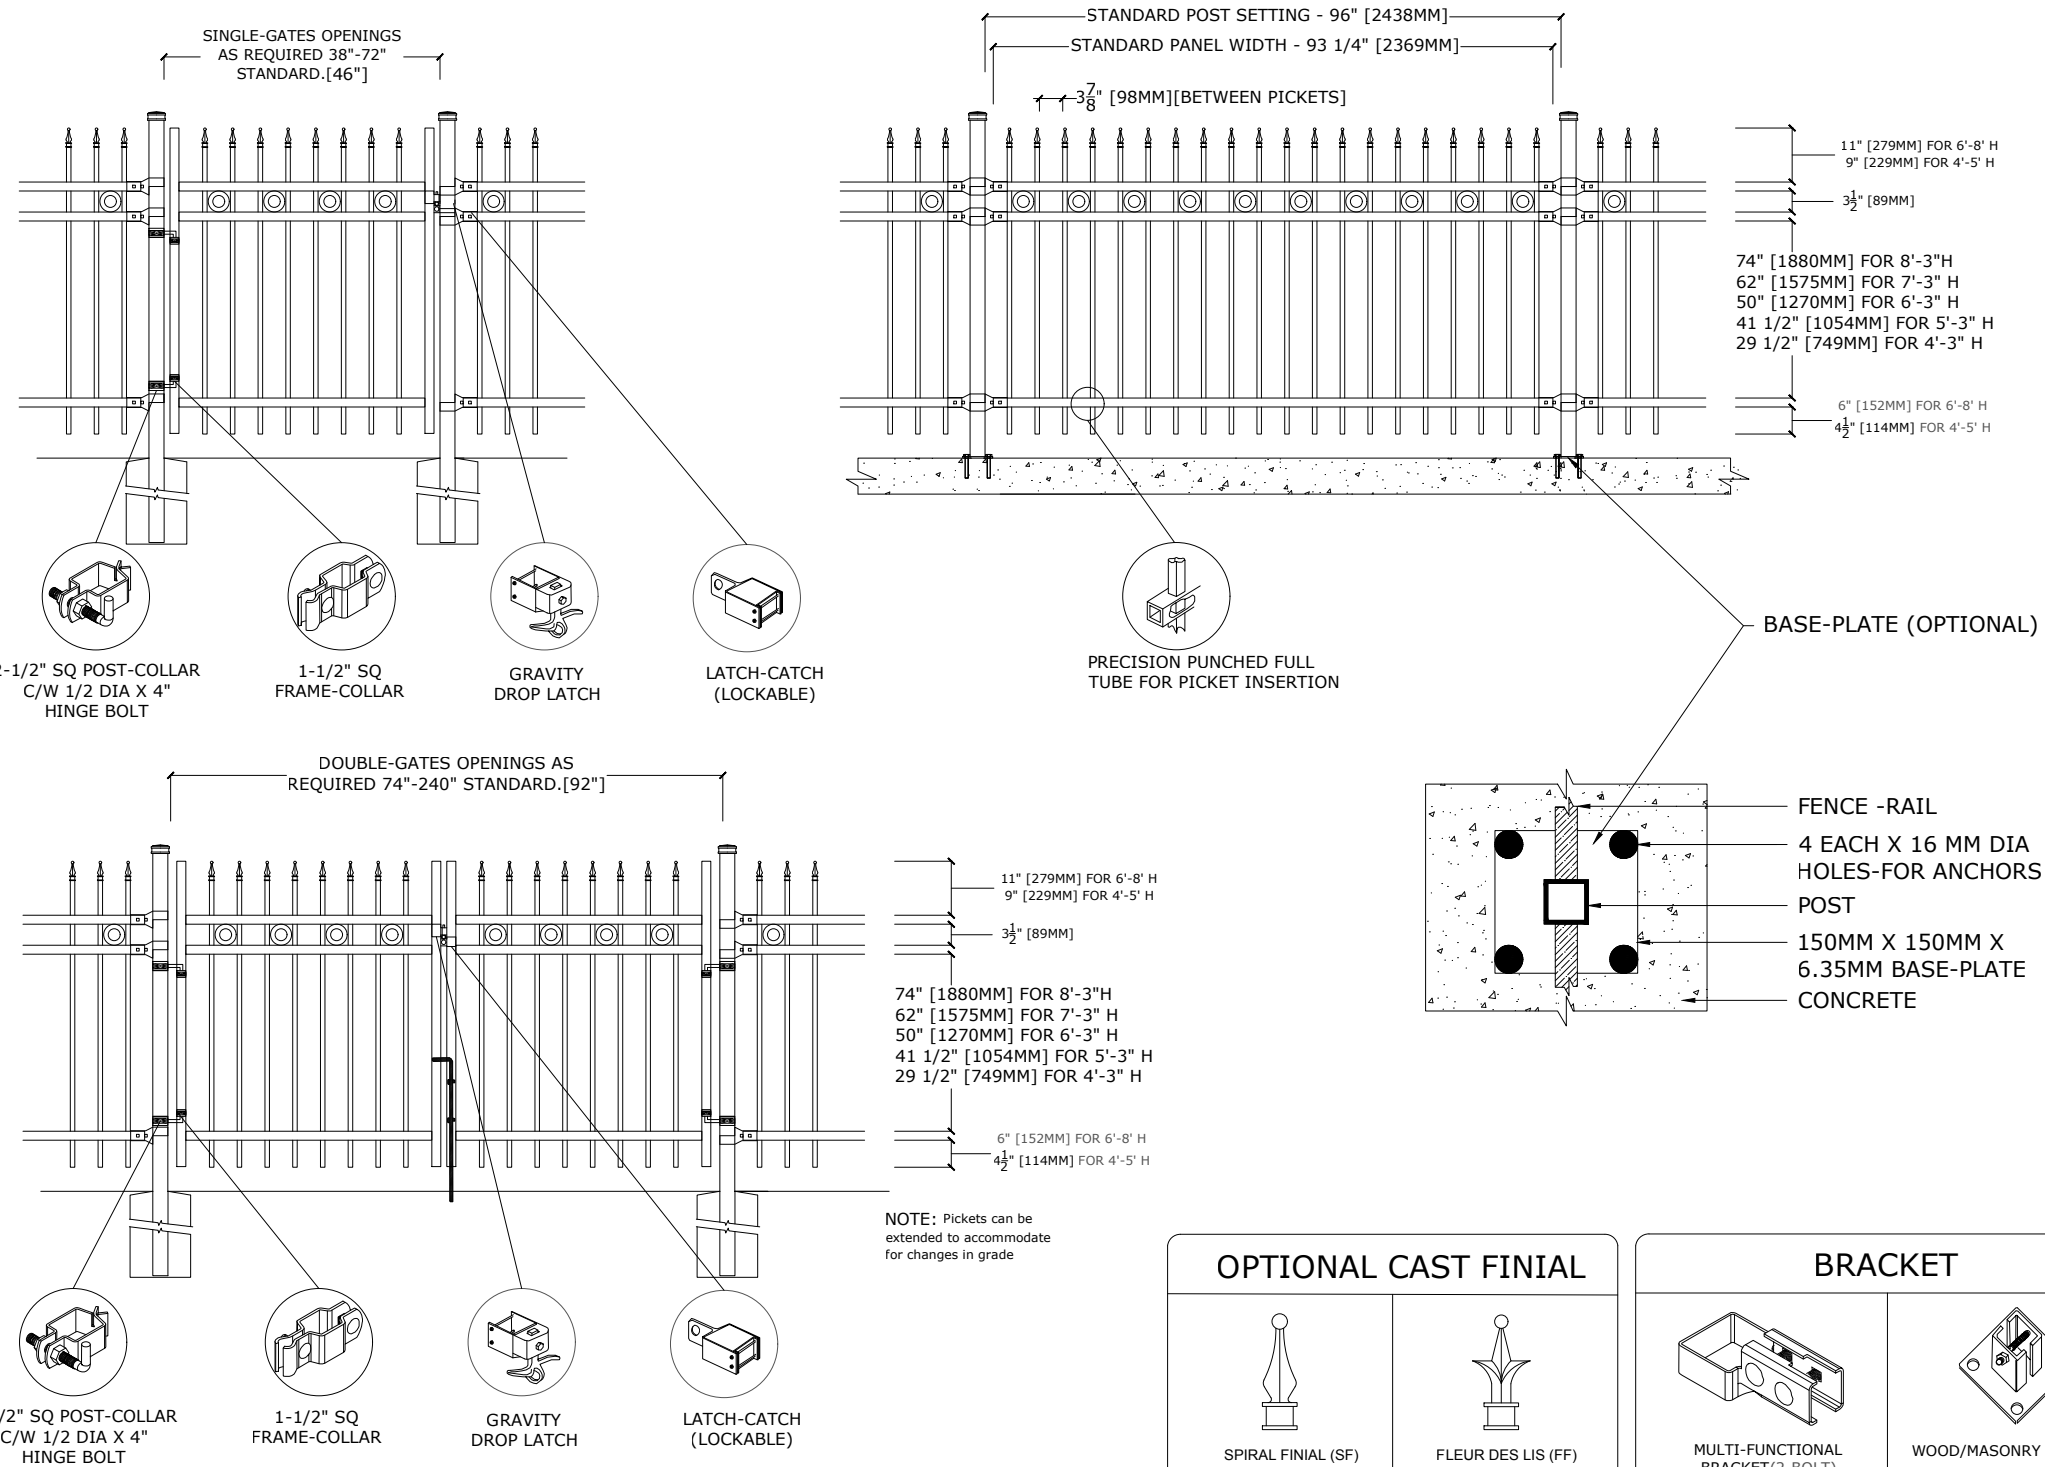 SINGLE-GATES OPENINGS
AS REQUIRED 38"-72"
STANDARD.[46"]
STANDARD POST SETTING - 96" [2438MM]
STANDARD PANEL WIDTH - 93 1/4" [2369MM]
3 7/8" [98MM][BETWEEN PICKETS]
11" [279MM] FOR 6'-8' H
9" [229MM] FOR 4'-5' H
3 1/2" [89MM]
74" [1880MM] FOR 8'-3"H
62" [1575MM] FOR 7'-3" H
50" [1270MM] FOR 6'-3" H
41 1/2" [1054MM] FOR 5'-3" H
29 1/2" [749MM] FOR 4'-3" H
6" [152MM] FOR 6'-8' H
4 1/2" [114MM] FOR 4'-5' H
2-1/2" SQ POST-COLLAR
C/W 1/2 DIA X 4"
HINGE BOLT
1-1/2" SQ
FRAME-COLLAR
GRAVITY
DROP LATCH
LATCH-CATCH
(LOCKABLE)
PRECISION PUNCHED FULL
TUBE FOR PICKET INSERTION
BASE-PLATE (OPTIONAL)
DOUBLE-GATES OPENINGS AS
REQUIRED 74"-240" STANDARD.[92"]
11" [279MM] FOR 6'-8' H
9" [229MM] FOR 4'-5' H
3 1/2" [89MM]
74" [1880MM] FOR 8'-3"H
62" [1575MM] FOR 7'-3" H
50" [1270MM] FOR 6'-3" H
41 1/2" [1054MM] FOR 5'-3" H
29 1/2" [749MM] FOR 4'-3" H
6" [152MM] FOR 6'-8' H
4 1/2" [114MM] FOR 4'-5' H
FENCE -RAIL
4 EACH X 16 MM DIA
HOLES-FOR ANCHORS
POST
150MM X 150MM X
6.35MM BASE-PLATE
CONCRETE
NOTE: Pickets can be
extended to accommodate
for changes in grade
/2" SQ POST-COLLAR
C/W 1/2 DIA X 4"
HINGE BOLT
1-1/2" SQ
FRAME-COLLAR
GRAVITY
DROP LATCH
LATCH-CATCH
(LOCKABLE)
OPTIONAL CAST FINIAL
SPIRAL FINIAL (SF)
FLEUR DES LIS (FF)
BRACKET
MULTI-FUNCTIONAL
BRACKET(2-BOLT)
WOOD/MASONRY